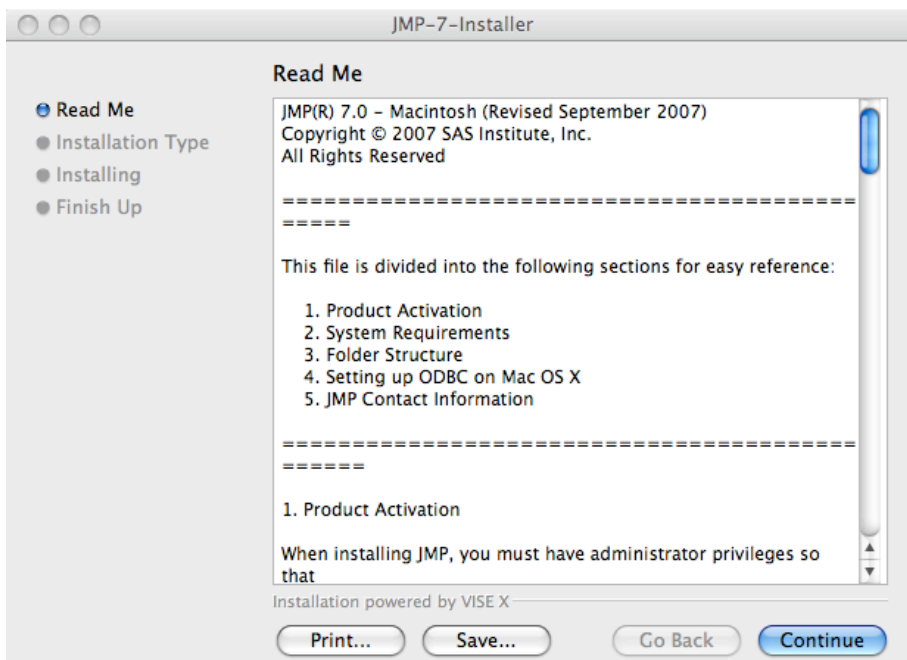 JMP-7-Installer
Read Me
Installation Type
Installing
Finish Up
Read Me
JMP(R) 7.0 - Macintosh (Revised September 2007)
Copyright © 2007 SAS Institute, Inc.
All Rights Reserved
=========================================
=====
This file is divided into the following sections for easy reference:
1. Product Activation
2. System Requirements
3. Folder Structure
4. Setting up ODBC on Mac OS X
5. JMP Contact Information
=========================================
======
1. Product Activation
When installing JMP, you must have administrator privileges so
that
Installation powered by VISE X
Print...
Save...
Go Back
Continue